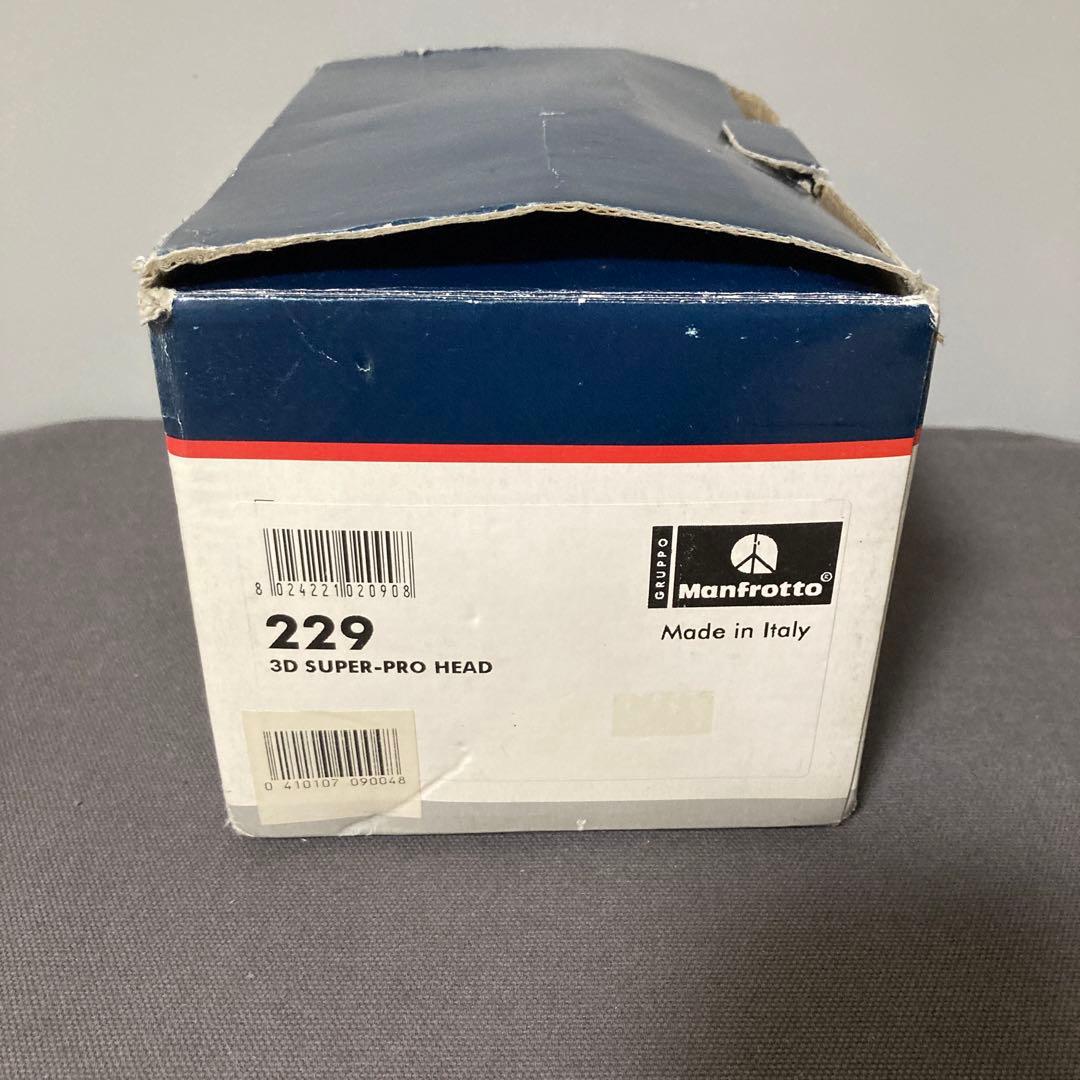 8 024221 020908
229
3D SUPER-PRO HEAD
GRUPPO
Manfrotto®
Made in Italy
0 410107 090048